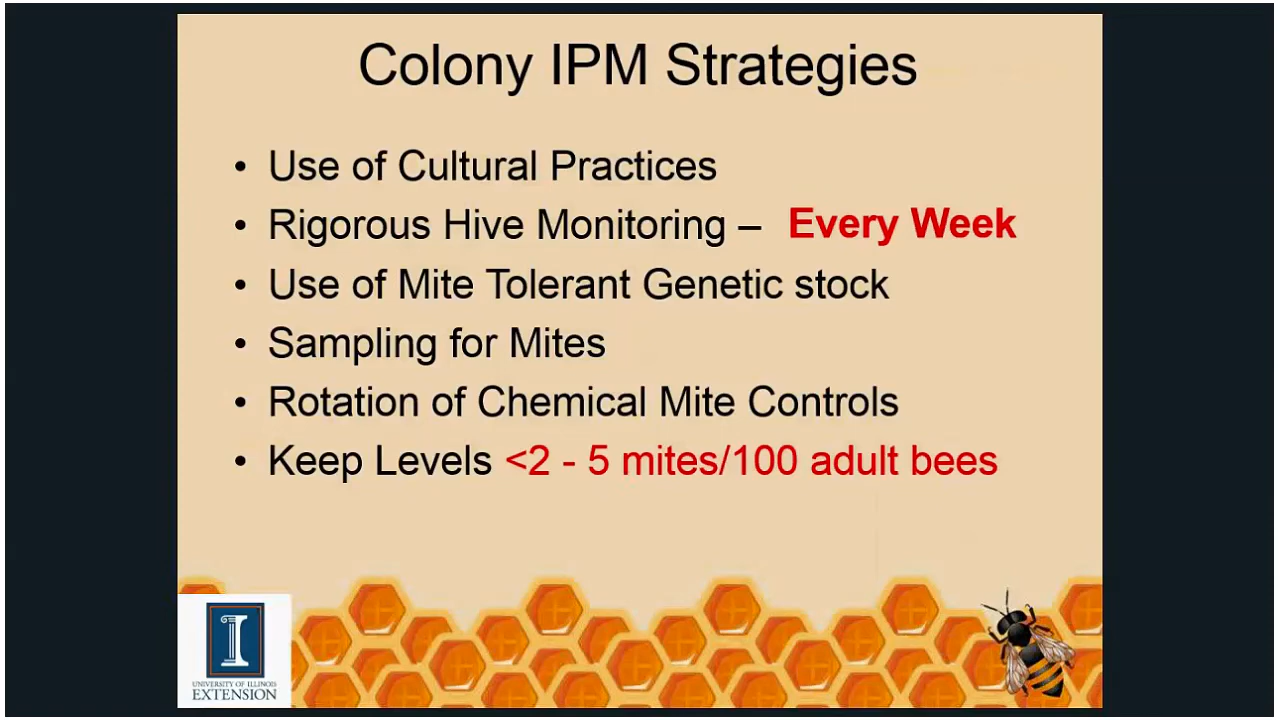 Colony IPM Strategies
• Use of Cultural Practices
• Rigorous Hive Monitoring – Every Week
• Use of Mite Tolerant Genetic stock
• Sampling for Mites
• Rotation of Chemical Mite Controls
• Keep Levels <2 - 5 mites/100 adult bees
I
UNIVERSITY OF ILLINOIS
EXTENSION